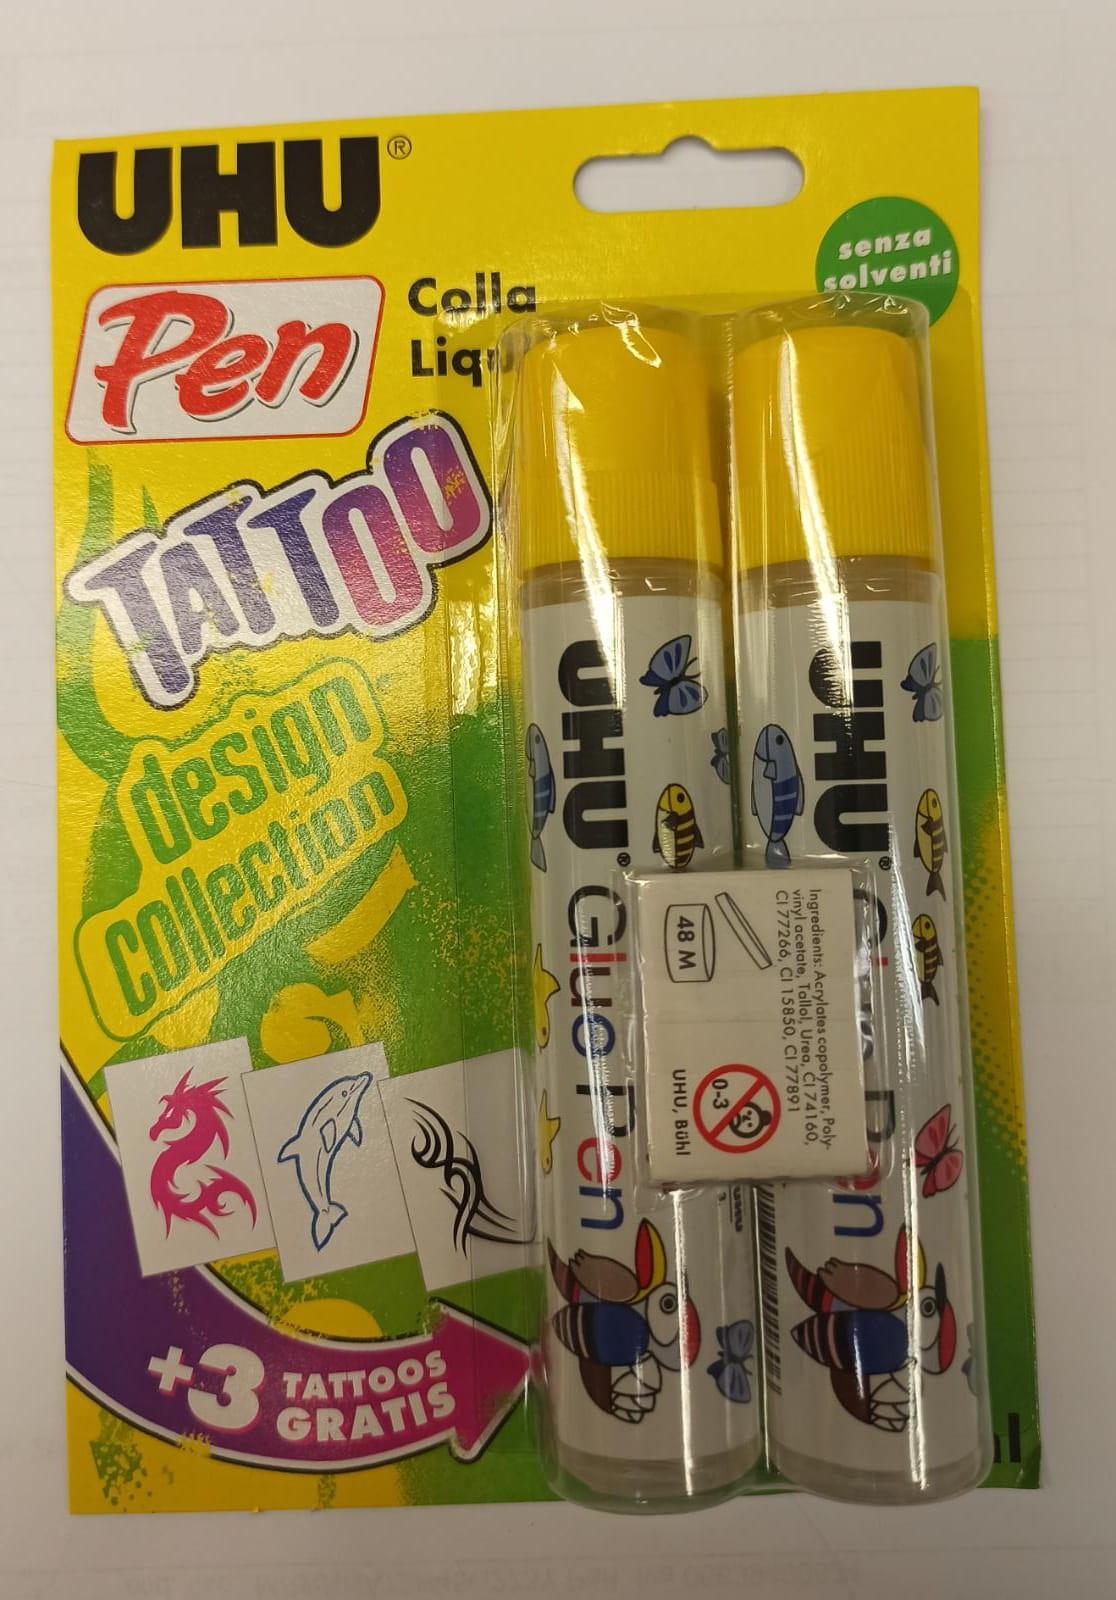 UHU®
Pen
Colla
senza
solventi
TATTOO
design
collection
+3 TATTOOS
GRATIS
UHU® Glue Pen
UHU®
Pen
48 M
Ingredients: Acrylates copolymer, Poly-
vinyl acetate, Tallol, Urea, CI 74160,
CI 77266, CI 15850, CI 77891
0-3
UHU, Bühl